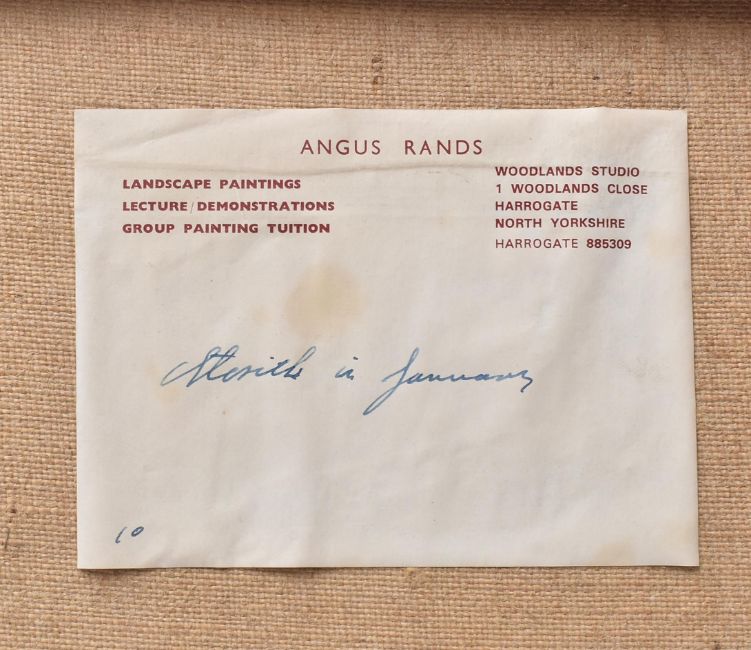 ANGUS RANDS
LANDSCAPE PAINTINGS
LECTURE/DEMONSTRATIONS
GROUP PAINTING TUITION
WOODLANDS STUDIO
1 WOODLANDS CLOSE
HARROGATE
NORTH YORKSHIRE
HARROGATE 885309
in January
10